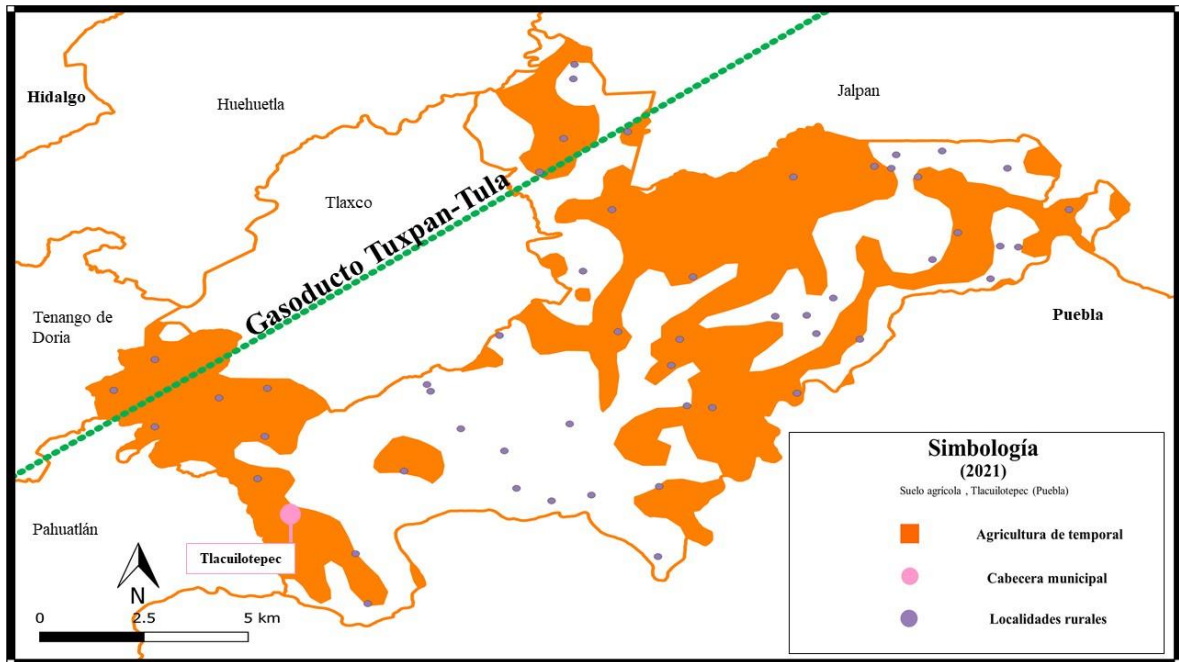 Hidalgo
Huehuetla
Jalpan
Tlaxco
Gasoducto Tuxpan-Tula
Tenango de
Doria
Puebla
Pahuatlán
Tlacuilotepec
N
0 2.5 5 km
Simbología
(2021)
Suelo agrícola , Tlacuilotepec (Puebla)
Agricultura de temporal
Cabecera municipal
Localidades rurales